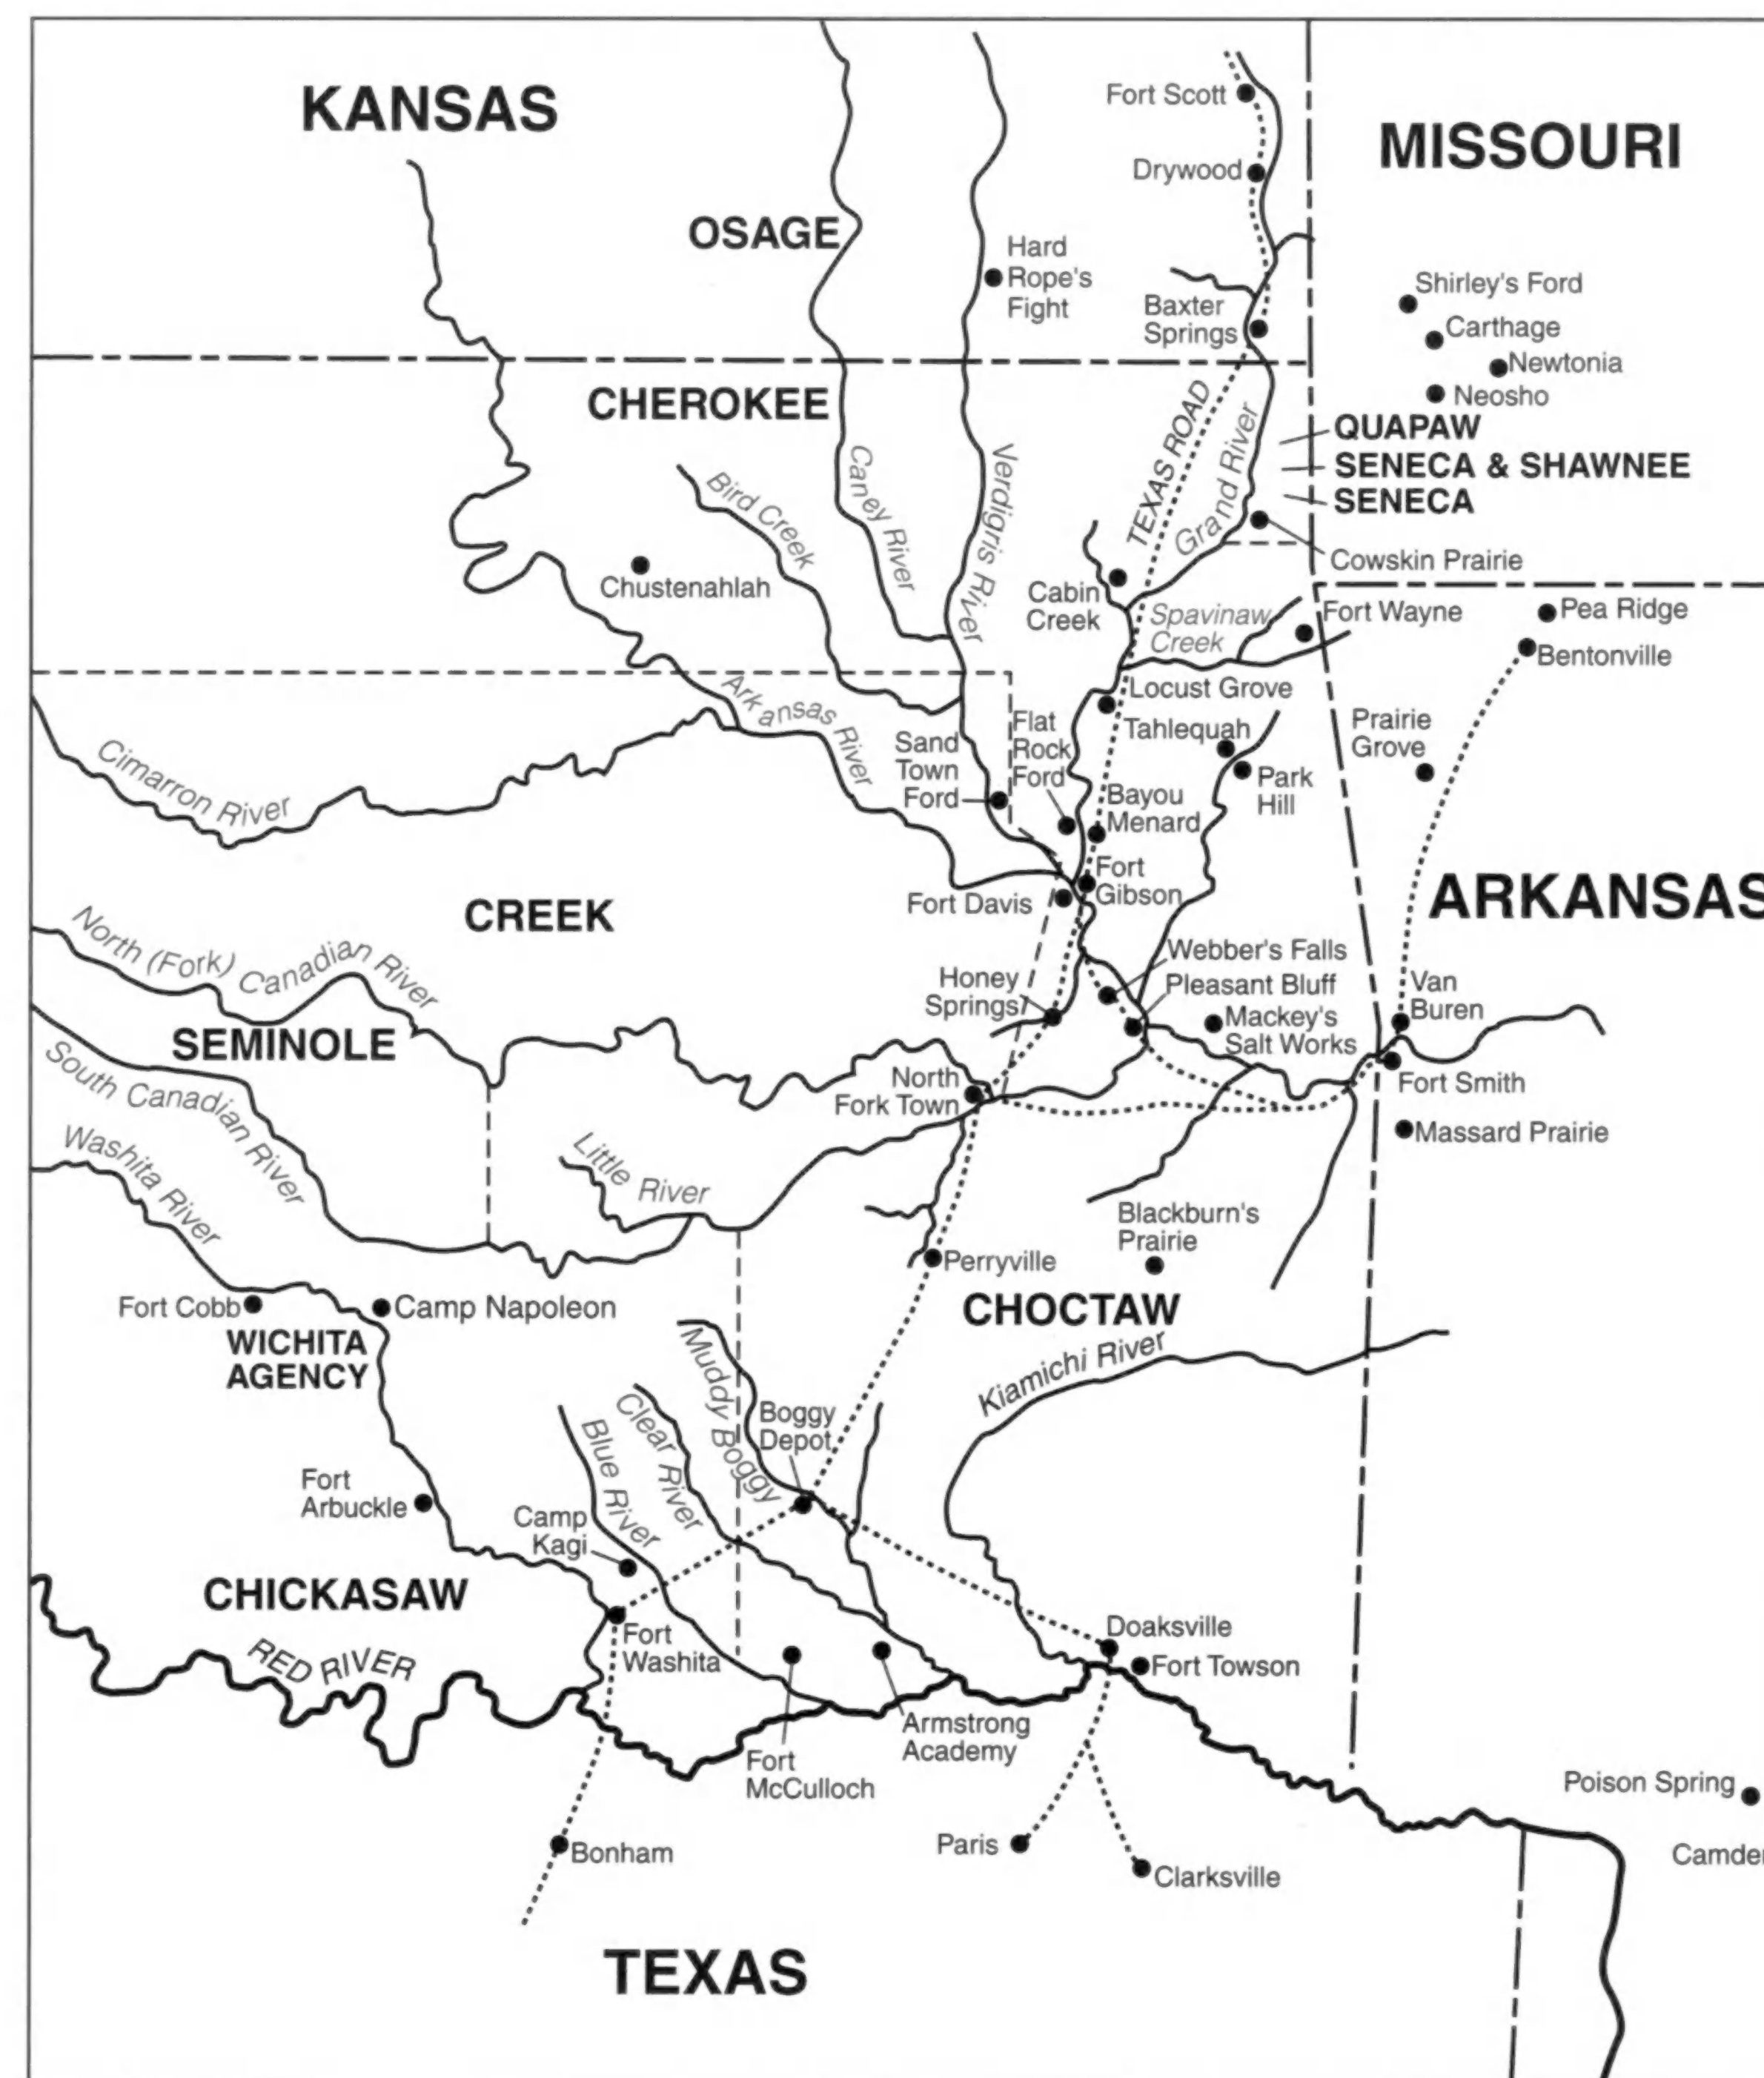 KANSAS
MISSOURI
Fort Scott
Drywood
OSAGE
Hard
Rope's
Fight
Baxter
Springs
Shirley's Ford
Carthage
Newtonia
Neosho
CHEROKEE
TEXAS ROAD
Grand River
QUAPAW
SENECA & SHAWNEE
SENECA
Cowskin Prairie
Bird Creek
Caney River
Verdigris River
Chustenahlah
Cabin
Creek
Spavinaw
Creek
Fort Wayne
Pea Ridge
Bentonville
Locust Grove
Tahlequah
Prairie
Grove
Park
Hill
Arkansas River
Cimarron River
Sand
Town
Ford
Flat
Rock
Ford
Bayou
Menard
Fort
Gibson
Fort Davis
ARKANSAS
CREEK
North (Fork) Canadian River
Webber's Falls
Pleasant Bluff
Honey
Springs
Mackey's
Salt Works
Van
Buren
SEMINOLE
South Canadian River
Washita River
North
Fork Town
Fort Smith
Massard Prairie
Little River
Blackburn's
Prairie
Perryville
CHOCTAW
Fort Cobb
Camp Napoleon
WICHITA
AGENCY
Kiamichi River
Muddy Boggy
Clear River
Blue River
Boggy
Depot
Fort
Arbuckle
Camp
Kagi
CHICKASAW
RED RIVER
Fort
Washita
Doaksville
Fort Towson
Armstrong
Academy
Fort
McCulloch
Poison Spring
Camde
Bonham
Paris
Clarksville
TEXAS